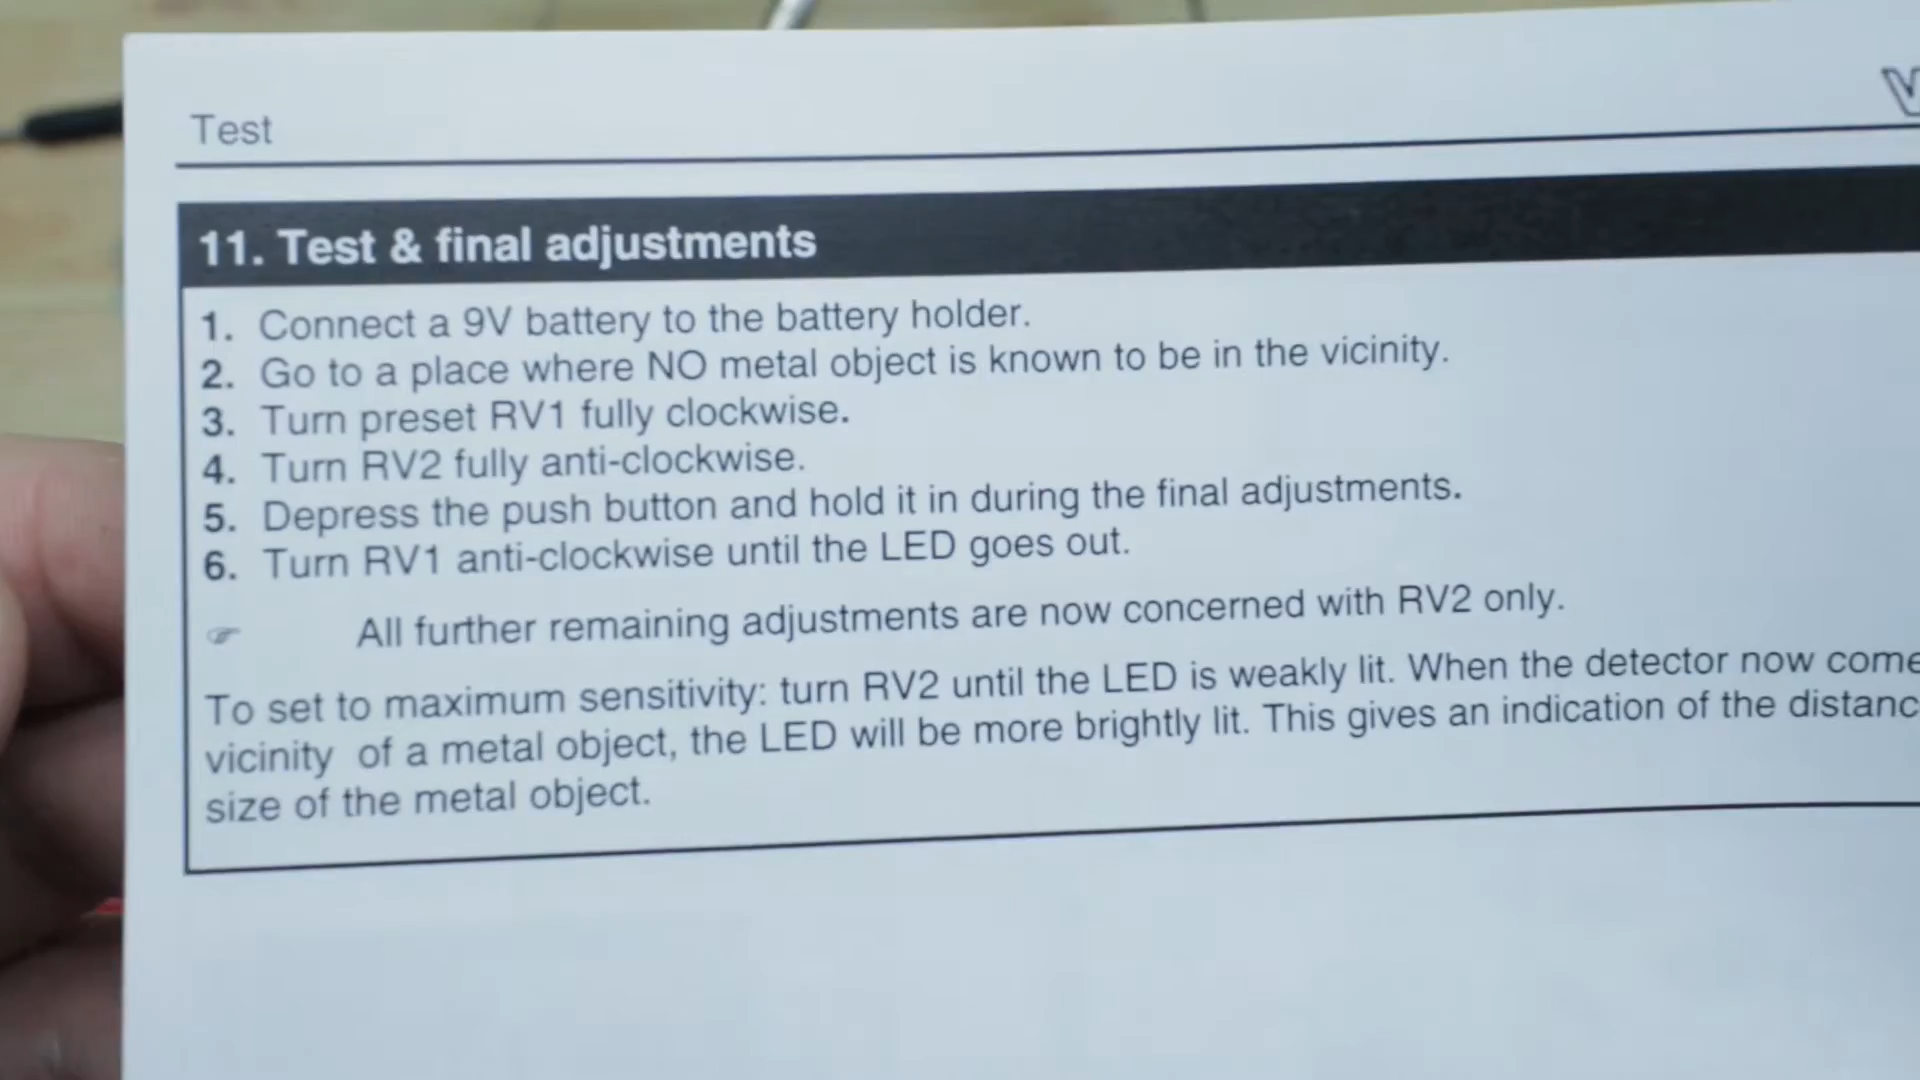 Test
11. Test & final adjustments
1. Connect a 9V battery to the battery holder.
2. Go to a place where NO metal object is known to be in the vicinity.
3. Turn preset RV1 fully clockwise.
4. Turn RV2 fully anti-clockwise.
5. Depress the push button and hold it in during the final adjustments.
6. Turn RV1 anti-clockwise until the LED goes out.
☞ All further remaining adjustments are now concerned with RV2 only.
To set to maximum sensitivity: turn RV2 until the LED is weakly lit. When the detector now
vicinity of a metal object, the LED will be more brightly lit. This gives an indication of the
size of the metal object.